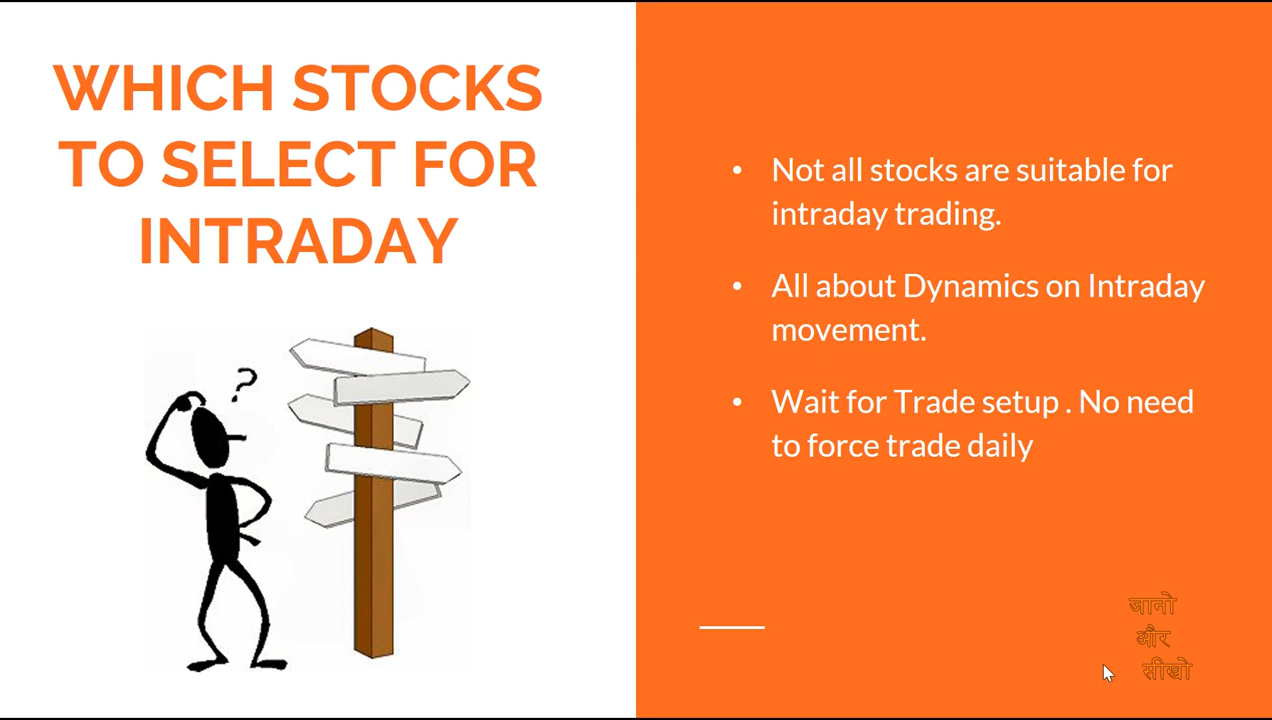 WHICH STOCKS
TO SELECT FOR
INTRADAY
?
• Not all stocks are suitable for
intraday trading.
• All about Dynamics on Intraday
movement.
• Wait for Trade setup . No need
to force trade daily
जानो
और
सीखो